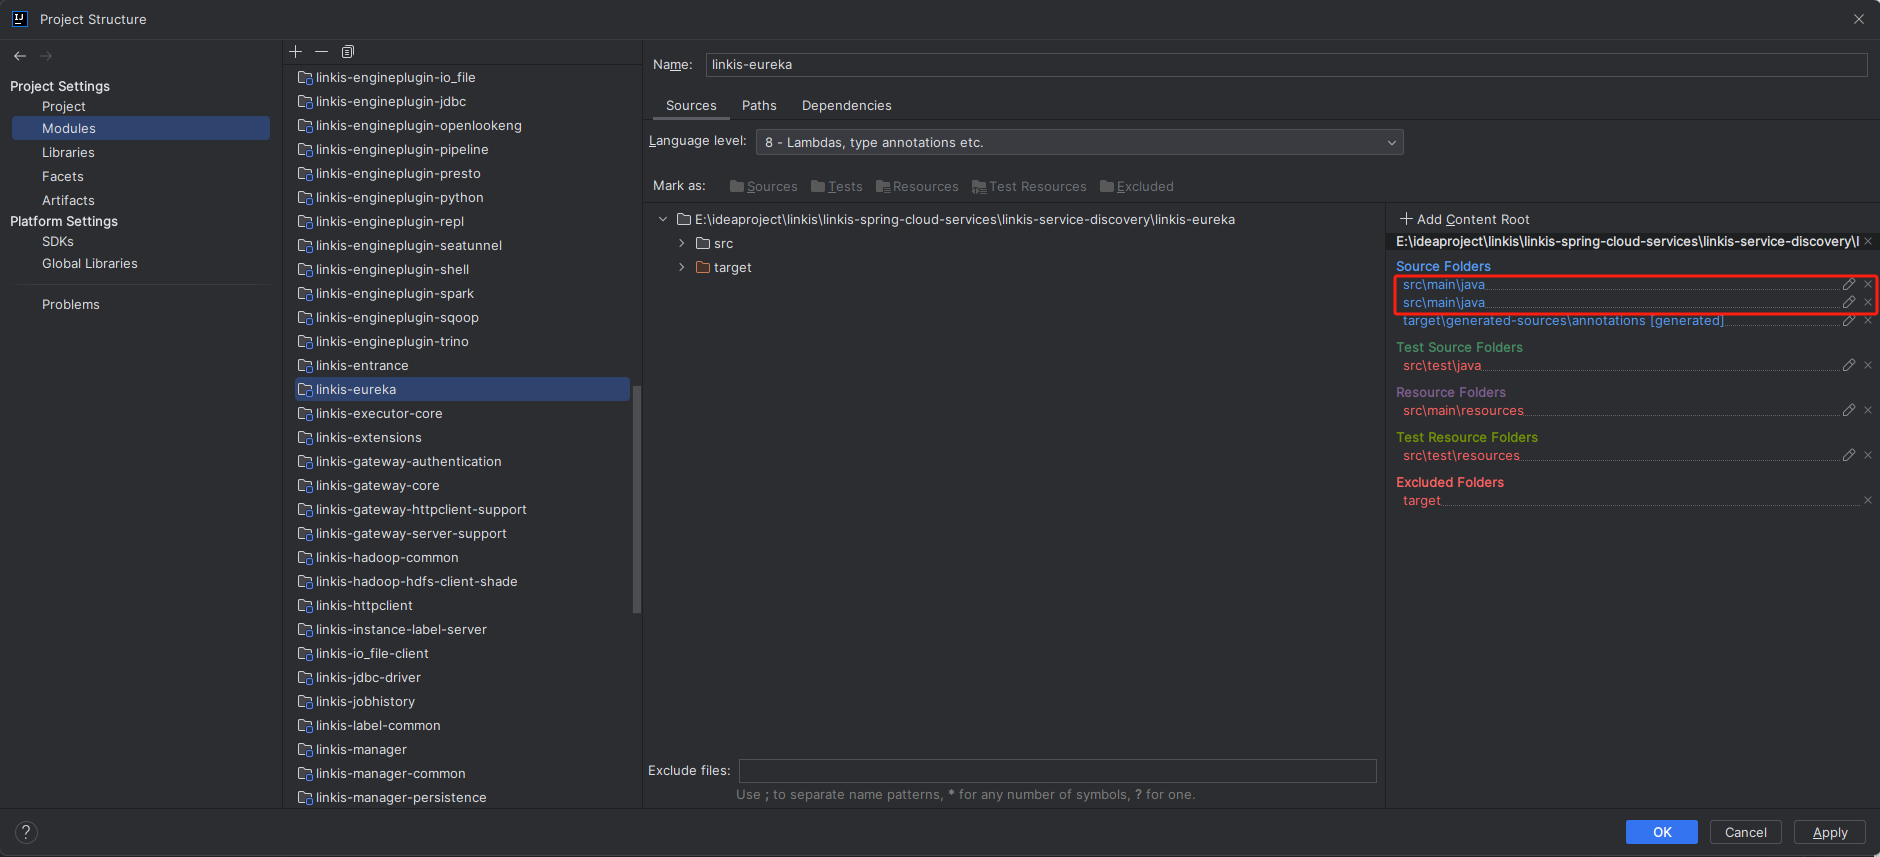 Project Structure
Project Settings
Project
Modules
Libraries
Facets
Artifacts
Platform Settings
SDKs
Global Libraries
Problems
linkis-engineplugin-io_file
linkis-engineplugin-jdbc
linkis-engineplugin-openlookeng
linkis-engineplugin-pipeline
linkis-engineplugin-presto
linkis-engineplugin-python
linkis-engineplugin-repl
linkis-engineplugin-seatunnel
linkis-engineplugin-shell
linkis-engineplugin-spark
linkis-engineplugin-sqoop
linkis-engineplugin-trino
linkis-entrance
linkis-eureka
linkis-executor-core
linkis-extensions
linkis-gateway-authentication
linkis-gateway-core
linkis-gateway-httpclient-support
linkis-gateway-server-support
linkis-hadoop-common
linkis-hadoop-hdfs-client-shade
linkis-httpclient
linkis-instance-label-server
linkis-io_file-client
linkis-jdbc-driver
linkis-jobhistory
linkis-label-common
linkis-manager
linkis-manager-common
linkis-manager-persistence
Name: linkis-eureka
Sources Paths Dependencies
Language level: 8 - Lambdas, type annotations etc.
Mark as: Sources Tests Resources Test Resources Excluded
E:\ideaproject\linkis\linkis-spring-cloud-services\linkis-service-discovery\linkis-eureka
src
target
Exclude files:
Use ; to separate name patterns, * for any number of symbols, ? for one.
Add Content Root
E:\ideaproject\linkis\linkis-spring-cloud-services\linkis-service-discovery\l
Source Folders
src\main\java
src\main\java
target\generated-sources\annotations [generated]
Test Source Folders
src\test\java
Resource Folders
src\main\resources
Test Resource Folders
src\test\resources
Excluded Folders
target
? OK Cancel Apply